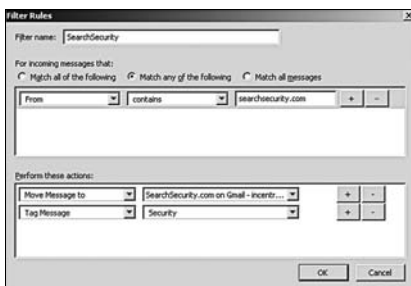 Filter Rules
Filter name: SearchSecurity
For incoming messages that:
Match all of the following Match any of the following Match all messages
From contains searchsecurity.com + -
Perform these actions:
Move Message to SearchSecurity.com on Gmail - incentr... + -
Tag Message Security + -
OK Cancel